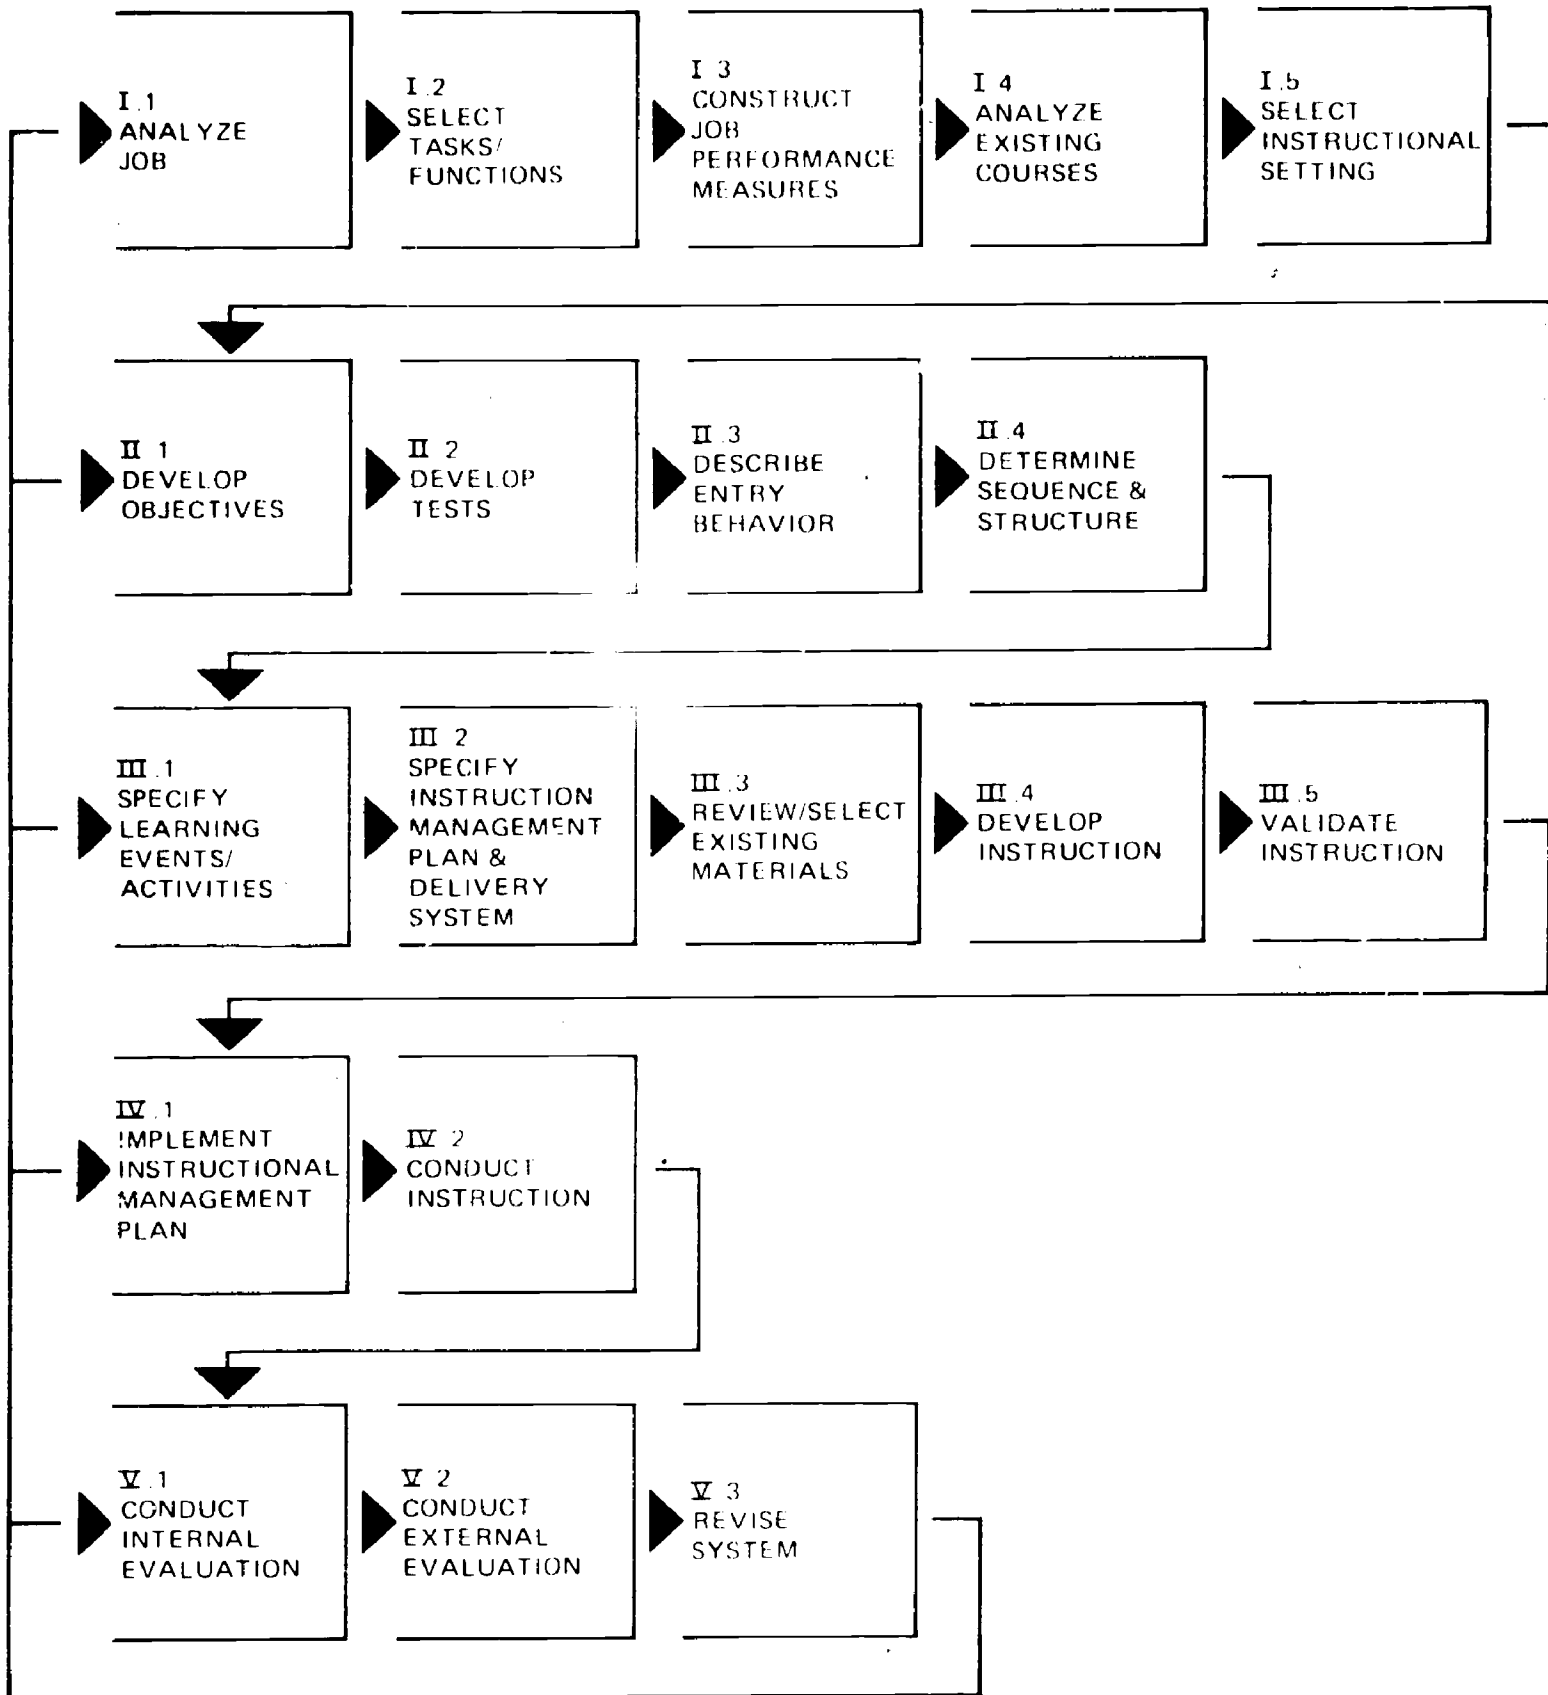 I.1
ANALYZE
JOB
I.2
SELECT
TASKS/
FUNCTIONS
I 3
CONSTRUCT
JOB
PERFORMANCE
MEASURES
I 4
ANALYZE
EXISTING
COURSES
I.5
SELECT
INSTRUCTIONAL
SETTING
II 1
DEVELOP
OBJECTIVES
II 2
DEVELOP
TESTS
II.3
DESCRIBE
ENTRY
BEHAVIOR
II.4
DETERMINE
SEQUENCE &
STRUCTURE
III.1
SPECIFY
LEARNING
EVENTS/
ACTIVITIES
III 2
SPECIFY
INSTRUCTION
MANAGEMENT
PLAN &
DELIVERY
SYSTEM
III.3
REVIEW/SELECT
EXISTING
MATERIALS
III.4
DEVELOP
INSTRUCTION
III.5
VALIDATE
INSTRUCTION
IV.1
IMPLEMENT
INSTRUCTIONAL
MANAGEMENT
PLAN
IV 2
CONDUCT
INSTRUCTION
V.1
CONDUCT
INTERNAL
EVALUATION
V 2
CONDUCT
EXTERNAL
EVALUATION
V 3
REVISE
SYSTEM